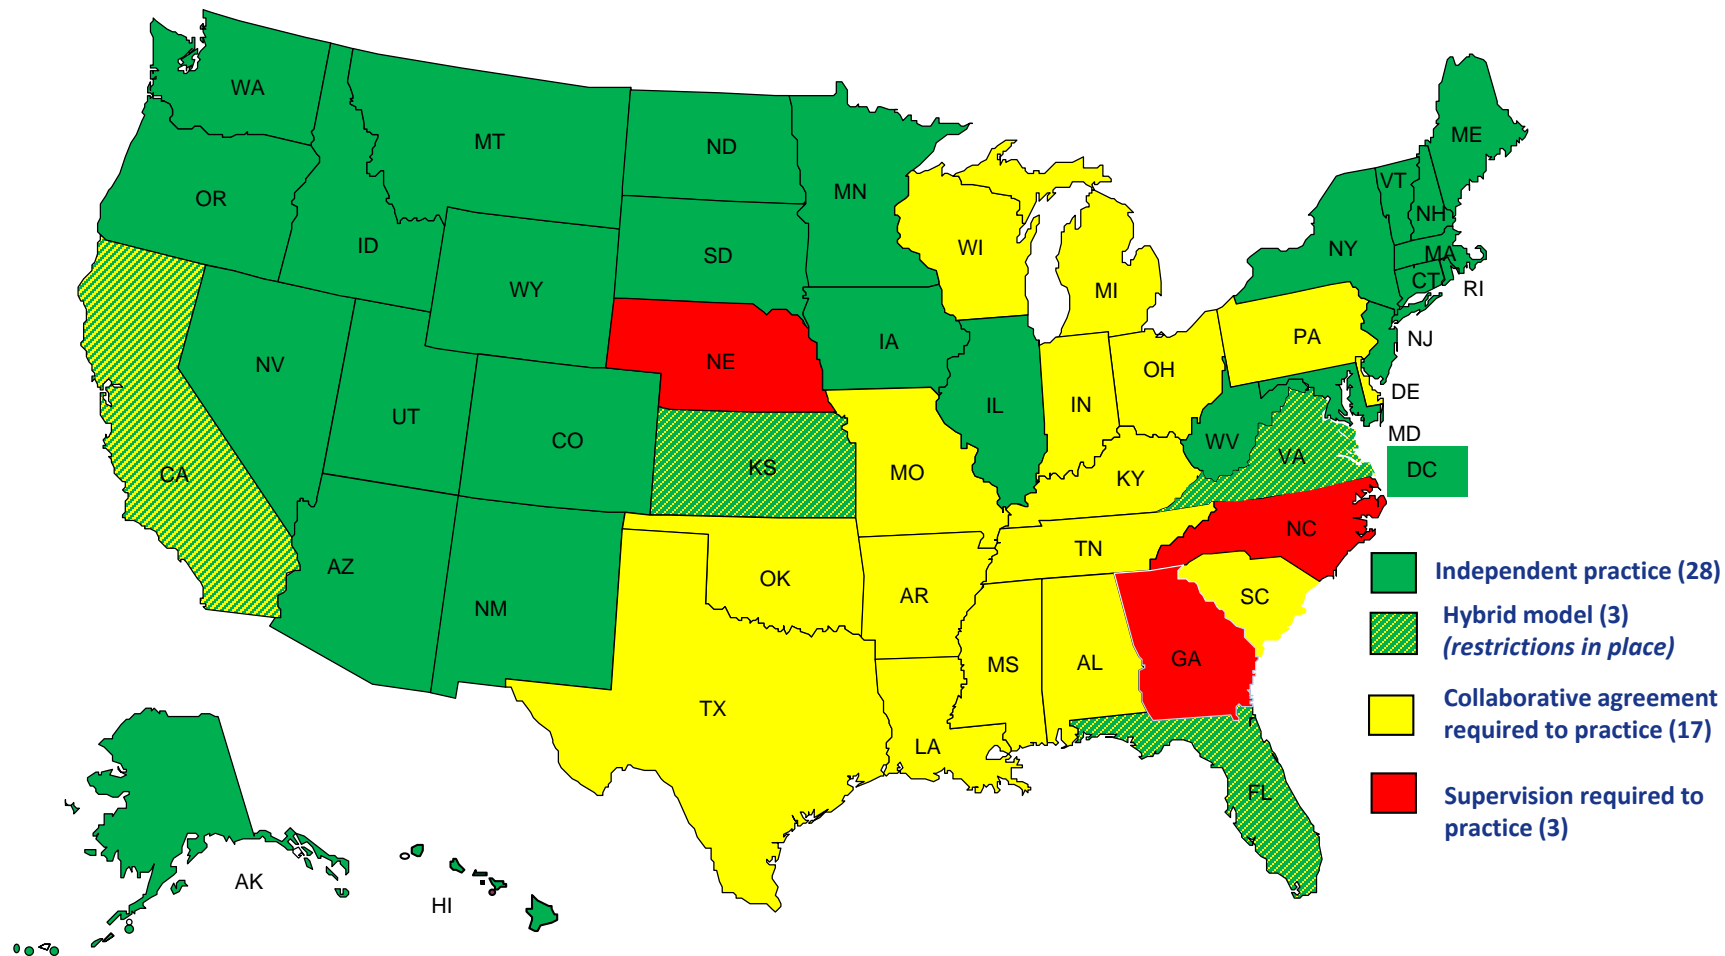 WA
MT
ND
MN
ME
OR
ID
SD
WI
MI
VT
NH
NY
MA
CT
RI
WY
NV
NE
IA
PA
NJ
OH
UT
CO
IL
IN
DE
MD
CA
KS
MO
KY
WV
VA
DC
AZ
NM
OK
AR
TN
NC
SC
TX
LA
MS
AL
GA
FL
AK
HI
Independent practice (28)
Hybrid model (3)
(restrictions in place)
Collaborative agreement
required to practice (17)
Supervision required to
practice (3)